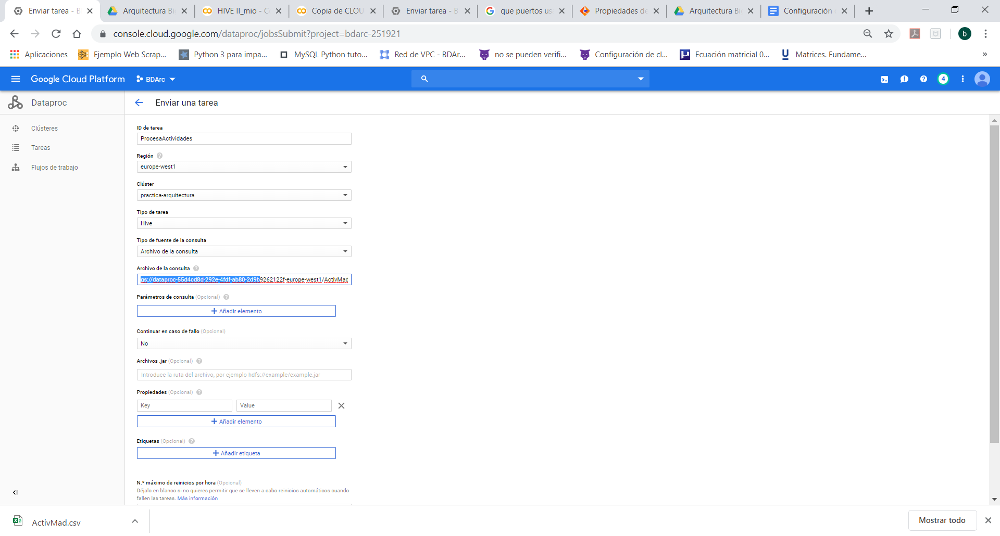 Enviar tarea - B
Arquitectura Bi
HIVE II_mio - C
Copia de CLOU
Enviar tarea - B
que puertos us
Propiedades de
Arquitectura Bi
Configuración
console.cloud.google.com/dataproc/jobsSubmit?project=bdarc-251921
b
Aplicaciones
Ejemplo Web Scrap...
Python 3 para impa...
MySQL Python tuto...
Red de VPC - BDAr...
no se pueden verifi...
Configuración de cl...
Ecuación matricial 0...
Matrices. Fundame...
»
Google Cloud Platform
BDArc
4
Dataproc
Enviar una tarea
Clústeres
Tareas
Flujos de trabajo
ID de tarea
ProcesaActividades
Región
europe-west1
Clúster
practica-arquitectura
Tipo de tarea
Hive
Tipo de fuente de la consulta
Archivo de la consulta
Archivo de la consulta
gs://dataproc-55d4cd8d-292e-4fdf-ab80-2d9b9262122f-europe-west1/ActivMad
Parámetros de consulta (Opcional)
Añadir elemento
Continuar en caso de fallo (Opcional)
No
Archivos .jar (Opcional)
Introduce la ruta del archivo, por ejemplo hdfs://example/example.jar
Propiedades (Opcional)
Key
Value
Añadir elemento
Etiquetas (Opcional)
Añadir etiqueta
N.º máximo de reinicios por hora (Opcional)
Déjalo en blanco si no quieres permitir que se lleven a cabo reinicios automáticos cuando
fallen las tareas. Más información
ActivMad.csv
Mostrar todo